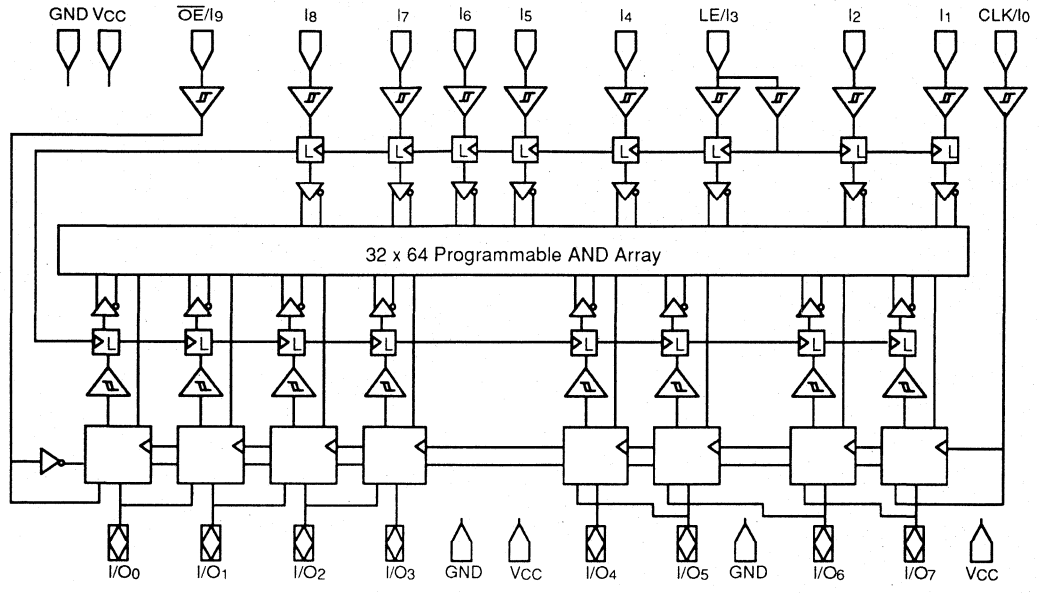 GND VCC O̅E̅/I9 I8 I7 I6 I5 I4 LE/I3 I2 I1 CLK/I0
L L L L L L L L
32 x 64 Programmable AND Array
L L L L L L L L
I/O0 I/O1 I/O2 I/O3 GND VCC I/O4 I/O5 GND I/O6 I/O7 VCC